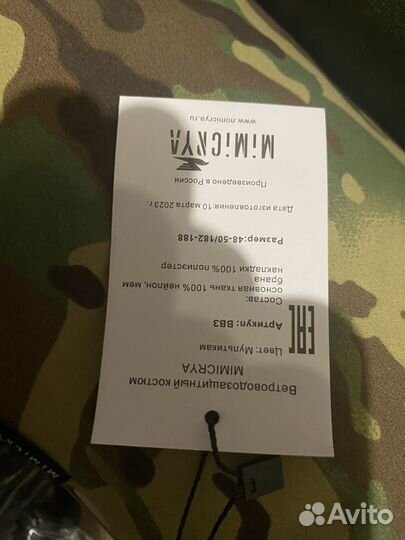 Ветроводозащитный костюм
MIMICRYA
Цвет: Мультикам
Артикул: ВВЗ
Состав:
основная ткань 100% нейлон, мем
брана
накладки 100% полиэстер
Размер:48-50/182-188
Дата изготовления:10 марта 2023 г.
Произведено в России
MiMiCRYA
www.mimicrya.ru
EAC
Avito